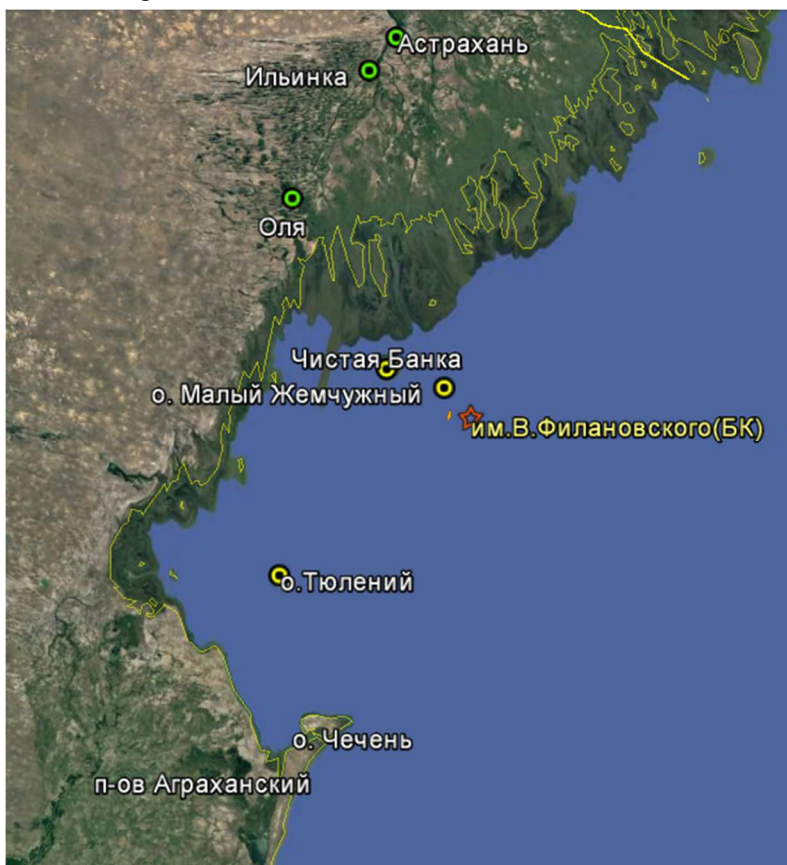 Астрахань
Ильинка
Оля
Чистая Банка
о. Малый Жемчужный
им.В.Филановского(БК)
о.Тюлений
о. Чечень
п-ов Аграханский